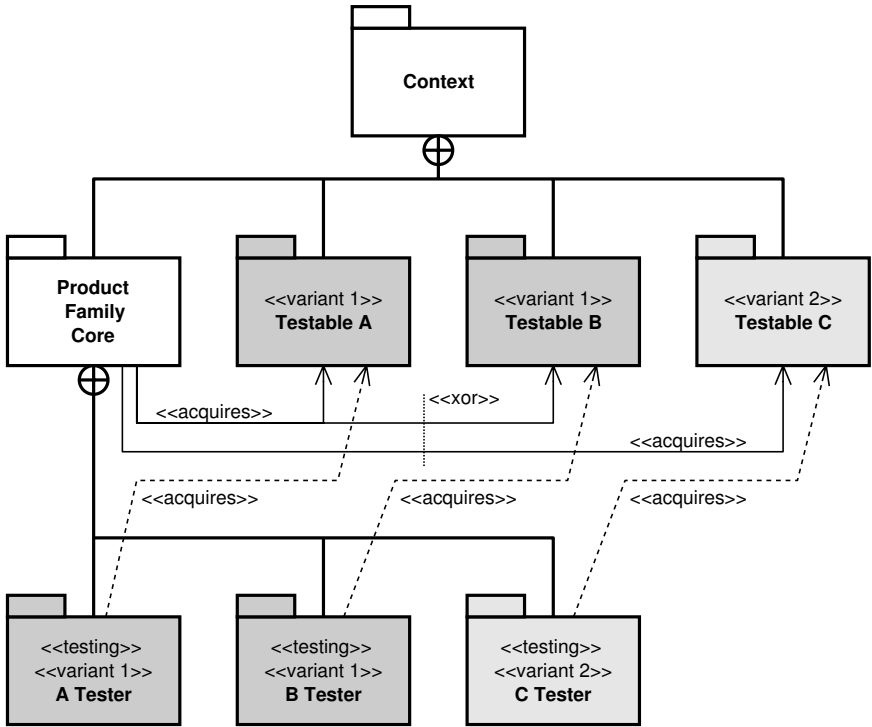 Context
Product
Family
Core
<<variant 1>>
Testable A
<<variant 1>>
Testable B
<<variant 2>>
Testable C
<<acquires>>
<<xor>>
<<acquires>>
<<acquires>>
<<acquires>>
<<acquires>>
<<testing>>
<<variant 1>>
A Tester
<<testing>>
<<variant 1>>
B Tester
<<testing>>
<<variant 2>>
C Tester